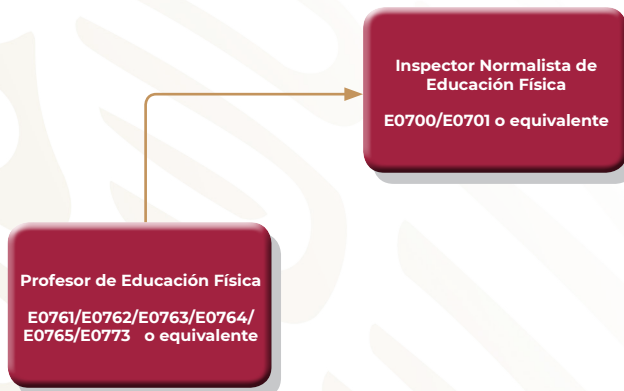 Inspector Normalista de
Educación Física
E0700/E0701 o equivalente
Profesor de Educación Física
E0761/E0762/E0763/E0764/
E0765/E0773 o equivalente